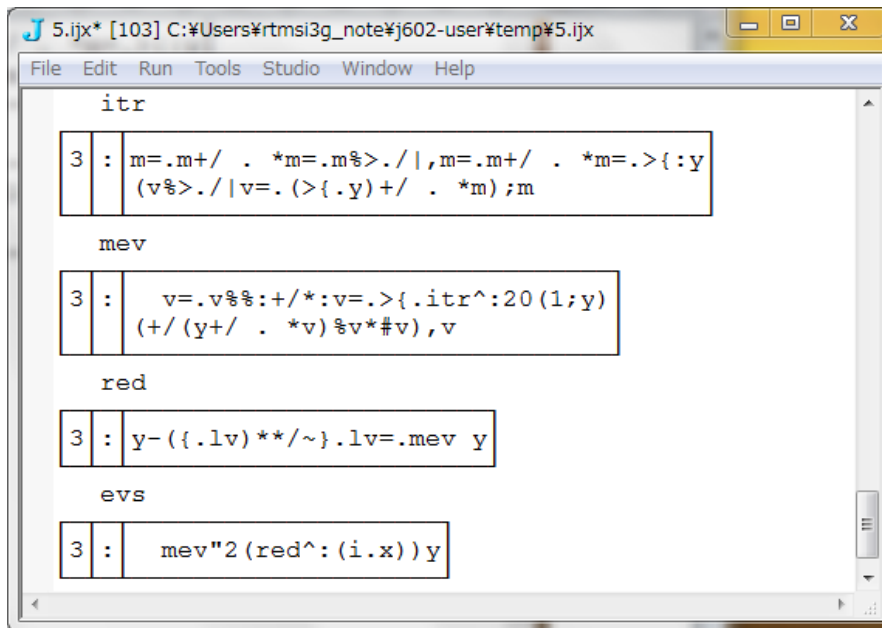 5.ijx* [103] C:¥Users¥rtmsi3g_note¥j602-user¥temp¥5.ijx
File Edit Run Tools Studio Window Help
itr
3 : m=.m+/ . *m=.m%>./|,m=.m+/ . *m=.>{:y
(v%>./|v=.(>{.y)+/ . *m);m
mev
3 : v=.v%%:+/*:v=.>{.itr^:20(1;y)
(+/(y+/ . *v)%v*#v),v
red
3 : y-({.lv)**/~}.lv=.mev y
evs
3 : mev"2(red^:(i.x))y